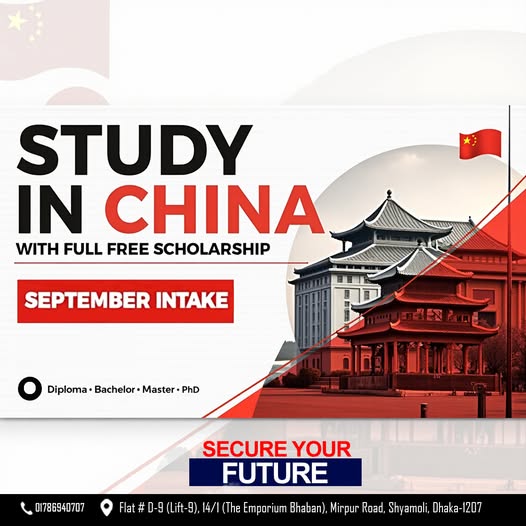 STUDY
IN CHINA
WITH FULL FREE SCHOLARSHIP
SEPTEMBER INTAKE
Diploma • Bachelor • Master • PhD
SECURE YOUR
FUTURE
01786940707 Flat # D-9 (Lift-9), 14/1 (The Emporium Bhaban), Mirpur Road, Shyamoli, Dhaka-1207